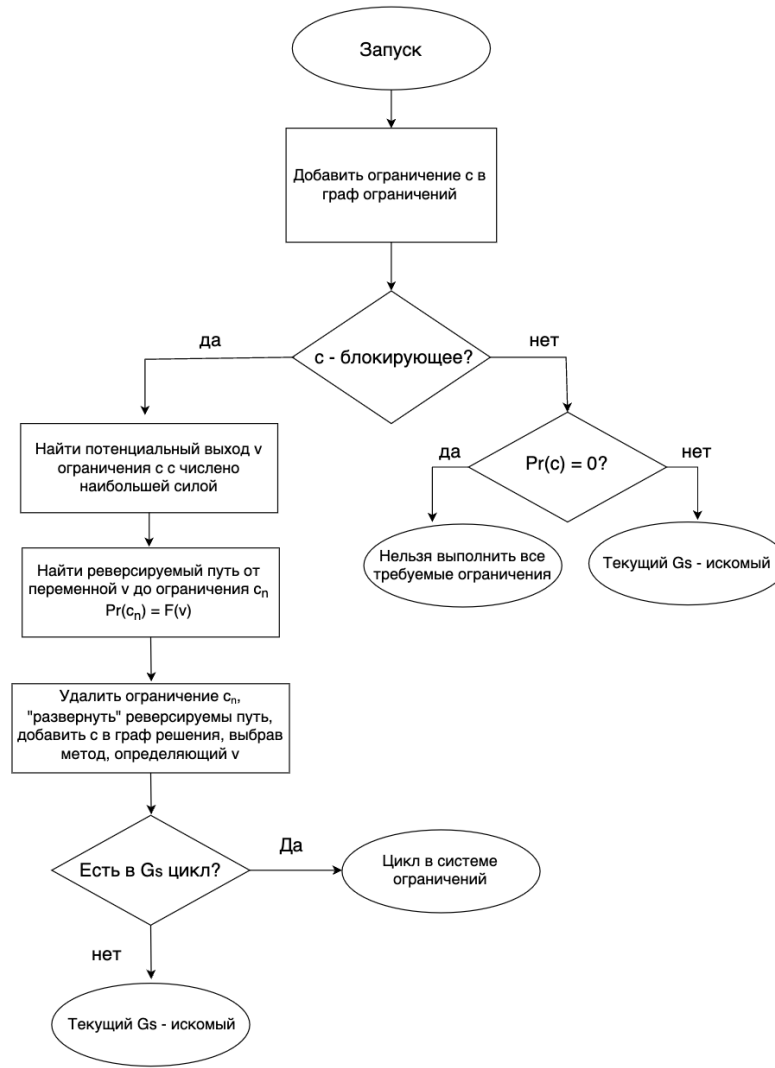 Запуск
Добавить ограничение с в
граф ограничений
да
с - блокирующее?
нет
Найти потенциальный выход v
ограничения с с числено
наибольшей силой
да
Pr(c) = 0?
нет
Нельзя выполнить все
требуемые ограничения
Текущий Gs - искомый
Найти реверсируемый путь от
переменной v до ограничения cₙ
Pr(cₙ) = F(v)
Удалить ограничение cₙ,
"развернуть" реверсируемы путь,
добавить с в граф решения, выбрав
метод, определяющий v
Есть в Gs цикл?
Да
Цикл в системе
ограничений
нет
Текущий Gs - искомый